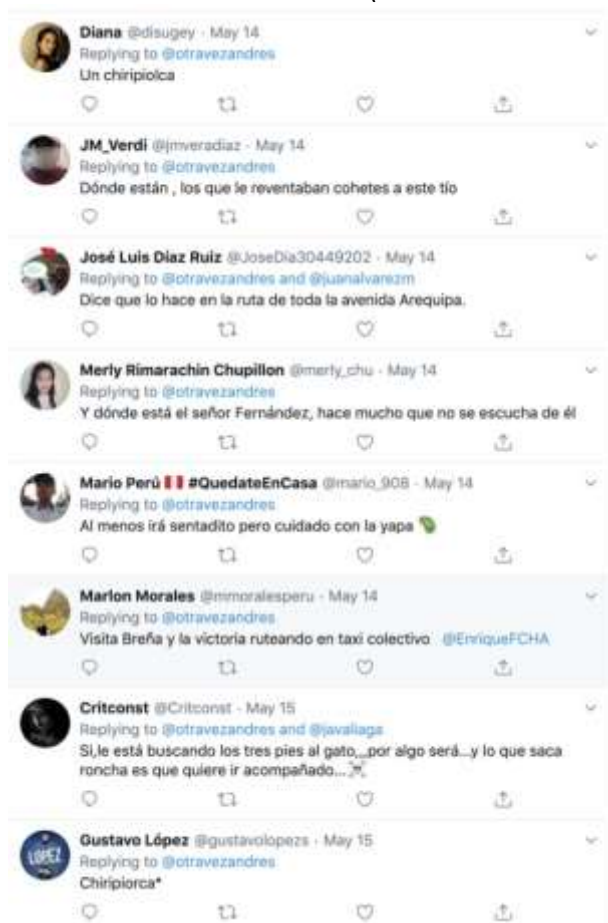 Diana @disugey · May 14
Replying to @otravezandres
Un chiripiolca
JM_Verdi @jmveradiaz · May 14
Replying to @otravezandres
Dónde están , los que le reventaban cohetes a este tío
José Luis Diaz Ruiz @JoseDia30449202 · May 14
Replying to @otravezandres and @juanalvarezm
Dice que lo hace en la ruta de toda la avenida Arequipa.
Merly Rimarachin Chupillon @merly_chu · May 14
Replying to @otravezandres
Y dónde está el señor Fernández, hace mucho que no se escucha de él
Mario Perú 🇵🇪 #QuedateEnCasa @mario_908 · May 14
Replying to @otravezandres
Al menos irá sentadito pero cuidado con la yapa 🦠
Marlon Morales @mmoralesperu · May 14
Replying to @otravezandres
Visita Breña y la victoria ruteando en taxi colectivo @EnriqueFCHA
Critconst @Critconst · May 15
Replying to @otravezandres and @javaliaga
Si,le está buscando los tres pies al gato,,,por algo será...y lo que saca
roncha es que quiere ir acompañado...☠️
LOPEZ
Gustavo López @gustavolopezs · May 15
Replying to @otravezandres
Chiripiorca*